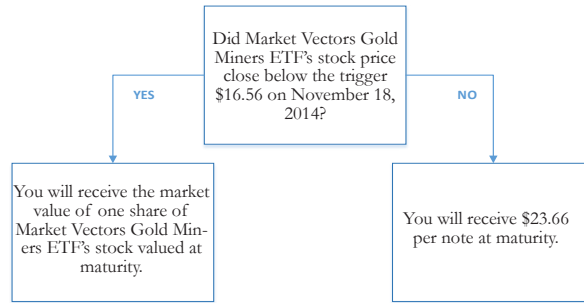 Did Market Vectors Gold
Miners ETF's stock price
close below the trigger
$16.56 on November 18,
2014?
YES
NO
You will receive the market
value of one share of
Market Vectors Gold Min-
ers ETF's stock valued at
maturity.
You will receive $23.66
per note at maturity.